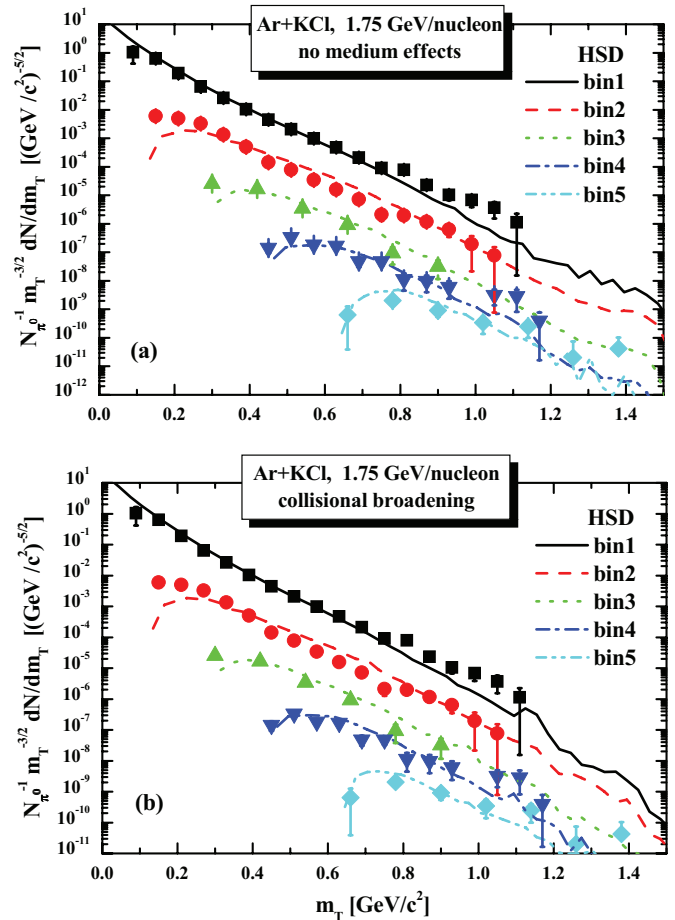 Ar+KCl, 1.75 GeV/nucleon
no medium effects
HSD
bin1
bin2
bin3
bin4
bin5
(a)
N_{π^0}^{-1} m_T^{-3/2} dN/dm_T [(GeV /c²)^{-5/2}]
10^1
10^0
10^{-1}
10^{-2}
10^{-3}
10^{-4}
10^{-5}
10^{-6}
10^{-7}
10^{-8}
10^{-9}
10^{-10}
10^{-11}
10^{-12}
0.0 0.2 0.4 0.6 0.8 1.0 1.2 1.4
Ar+KCl, 1.75 GeV/nucleon
collisional broadening
HSD
bin1
bin2
bin3
bin4
bin5
(b)
N_{π^0}^{-1} m_T^{-3/2} dN/dm_T [(GeV /c²)^{-5/2}]
10^1
10^0
10^{-1}
10^{-2}
10^{-3}
10^{-4}
10^{-5}
10^{-6}
10^{-7}
10^{-8}
10^{-9}
10^{-10}
10^{-11}
0.0 0.2 0.4 0.6 0.8 1.0 1.2 1.4
m_T [GeV/c²]